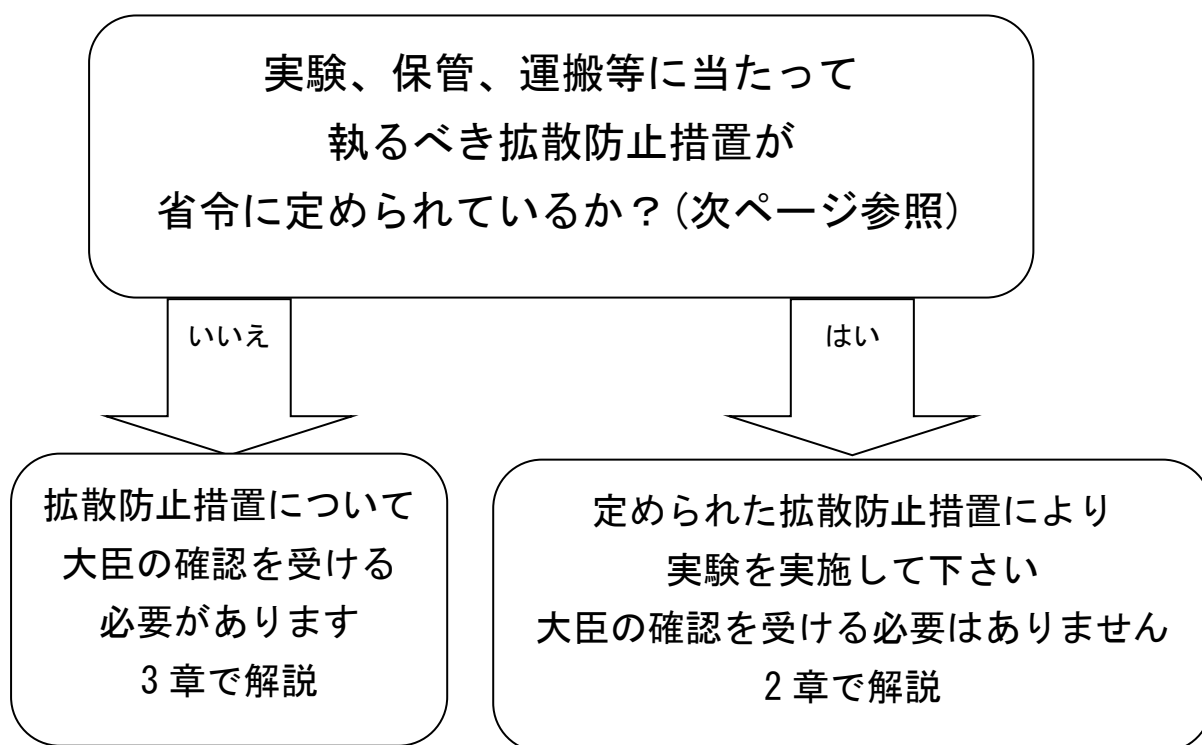 実験、保管、運搬等に当たって
執るべき拡散防止措置が
省令に定められているか？(次ページ参照)
いいえ
はい
拡散防止措置について
大臣の確認を受ける
必要があります
3 章で解説
定められた拡散防止措置により
実験を実施して下さい
大臣の確認を受ける必要はありません
2 章で解説